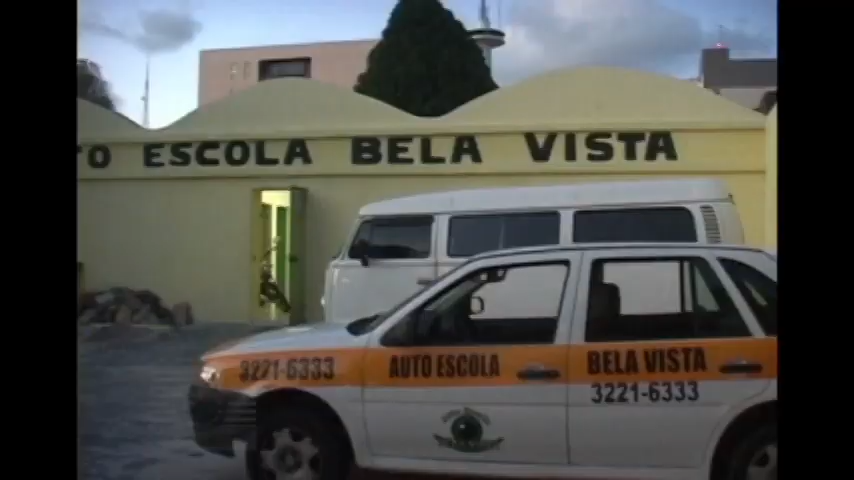 TO ESCOLA BELA VISTA
3221-6333 AUTO ESCOLA BELA VISTA
3221-6333